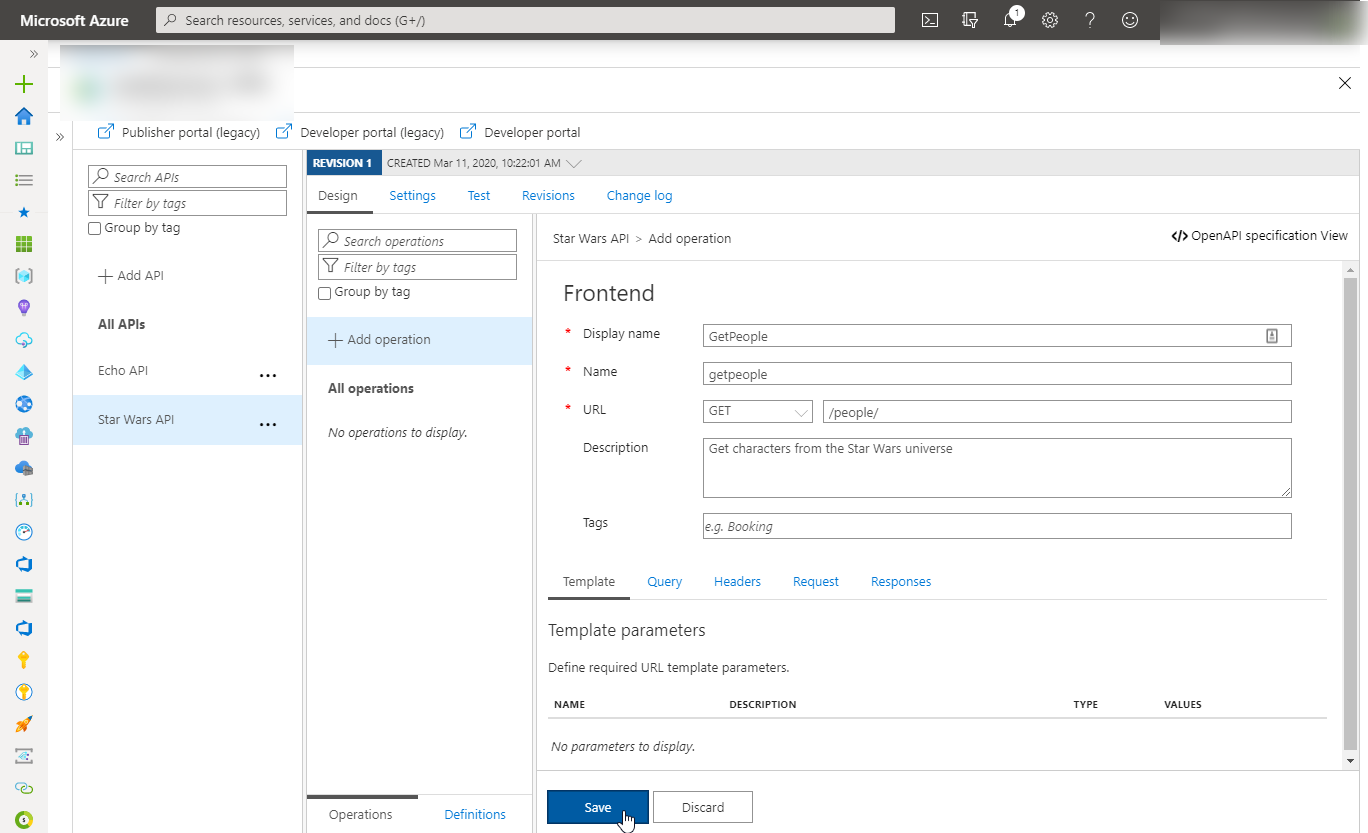 Microsoft Azure
Search resources, services, and docs (G+/)
1
Publisher portal (legacy)
Developer portal (legacy)
Developer portal
Search APIs
Filter by tags
Group by tag
Add API
All APIs
Echo API
Star Wars API
REVISION 1
CREATED Mar 11, 2020, 10:22:01 AM
Design
Settings
Test
Revisions
Change log
Search operations
Filter by tags
Group by tag
Add operation
All operations
No operations to display.
Operations
Definitions
Star Wars API > Add operation
</> OpenAPI specification View
Frontend
* Display name
GetPeople
* Name
getpeople
* URL
GET
/people/
Description
Get characters from the Star Wars universe
Tags
e.g. Booking
Template
Query
Headers
Request
Responses
Template parameters
Define required URL template parameters.
NAME
DESCRIPTION
TYPE
VALUES
No parameters to display.
Save
Discard